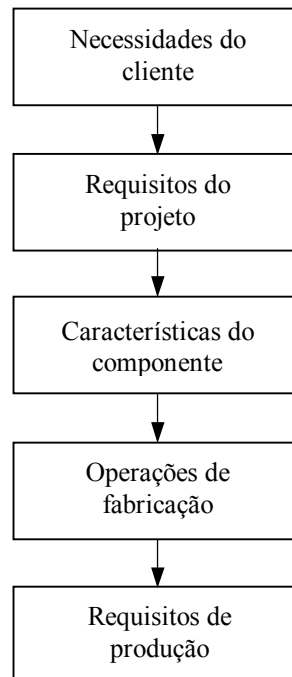 Necessidades do
cliente
Requisitos do
projeto
Características do
componente
Operações de
fabricação
Requisitos de
produção